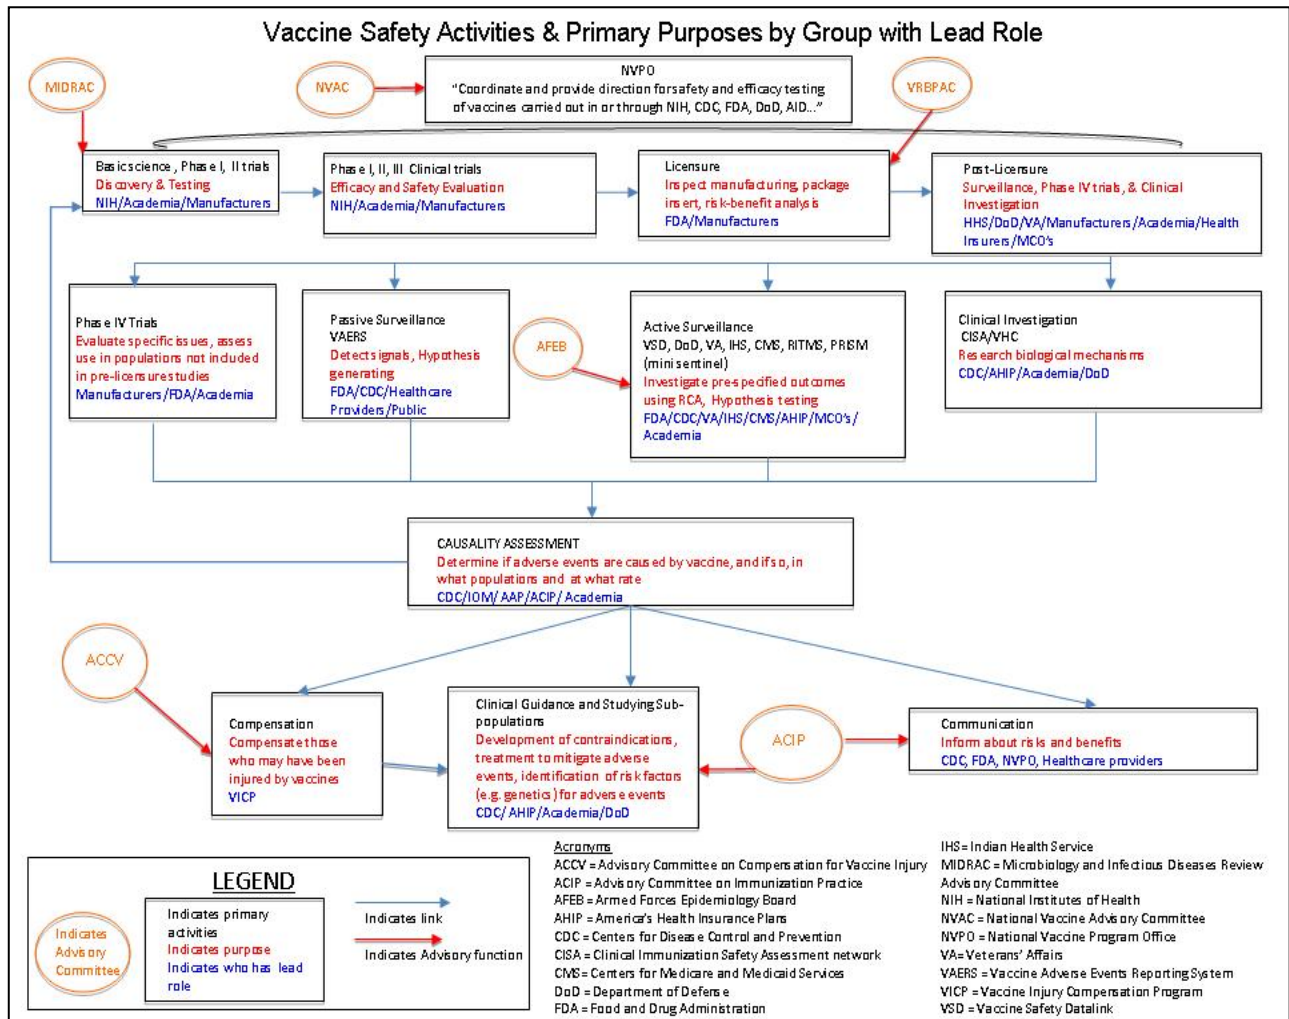 Vaccine Safety Activities & Primary Purposes by Group with Lead Role
MIDRAC
NVAC
NVPO
"Coordinate and provide direction for safety and efficacy testing
of vaccines carried out in or through NIH, CDC, FDA, DoD, AID..."
VRBPAC
Basic science, Phase I, II trials
Discovery & Testing
NIH/Academia/Manufacturers
Phase I, II, III Clinical trials
Efficacy and Safety Evaluation
NIH/Academia/Manufacturers
Licensure
Inspect manufacturing, package
insert, risk-benefit analysis
FDA/Manufacturers
Post-Licensure
Surveillance, Phase IV trials, & Clinical
Investigation
HHS/DoD/VA/Manufacturers/Academia/Health
Insurers/MCO's
Phase IV Trials
Evaluate specific issues, assess
use in populations not included
in pre-licensure studies
Manufacturers/FDA/Academia
Passive Surveillance
VAERS
Detect signals, Hypothesis
generating
FDA/CDC/Healthcare
Providers/Public
AFEB
Active Surveillance
VSD, DoD, VA, IHS, CMS, RITMS, PRISM
(mini sentinel)
Investigate pre-specified outcomes
using RCA, Hypothesis testing
FDA/CDC/VA/IHS/CMS/AHIP/MCO's/
Academia
Clinical Investigation
CISA/VHC
Research biological mechanisms
CDC/AHIP/Academia/DoD
CAUSALITY ASSESSMENT
Determine if adverse events are caused by vaccine, and if so, in
what populations and at what rate
CDC/IOM/ AAP/ACIP/ Academia
ACCV
Compensation
Compensate those
who may have been
injured by vaccines
VICP
Clinical Guidance and Studying Sub-
populations
Development of contraindications,
treatment to mitigate adverse
events, identification of risk factors
(e.g. genetics) for adverse events
CDC/ AHIP/Academia/DoD
ACIP
Communication
Inform about risks and benefits
CDC, FDA, NVPO, Healthcare providers
LEGEND
Indicates
Advisory
Committee
Indicates primary
activities
Indicates purpose
Indicates who has lead
role
Indicates link
Indicates Advisory function
Acronyms
ACCV = Advisory Committee on Compensation for Vaccine Injury
ACIP = Advisory Committee on Immunization Practice
AFEB = Armed Forces Epidemiology Board
AHIP = America's Health Insurance Plans
CDC = Centers for Disease Control and Prevention
CISA = Clinical Immunization Safety Assessment network
CMS= Centers for Medicare and Medicaid Services
DoD = Department of Defense
FDA = Food and Drug Administration
IHS= Indian Health Service
MIDRAC = Microbiology and Infectious Diseases Review
Advisory Committee
NIH = National Institutes of Health
NVAC= National Vaccine Advisory Committee
NVPO = National Vaccine Program Office
VA=Veterans' Affairs
VAERS = Vaccine Adverse Events Reporting System
VICP = Vaccine Injury Compensation Program
VSD= Vaccine Safety Datalink